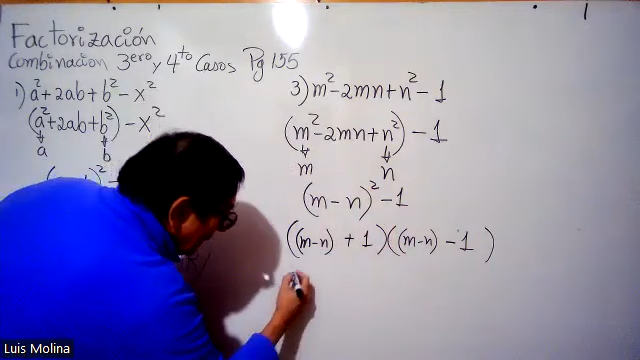 Factorización
Combinacion 3ero y 4to Casos Pg 155
1) a² + 2ab + b² - x²
(a² + 2ab + b²) - x²
a b
3) m² - 2mn + n² - 1
(m² - 2mn + n²) - 1
m n
(m - n)² - 1
((m-n) + 1)((m-n) - 1)
Luis Molina